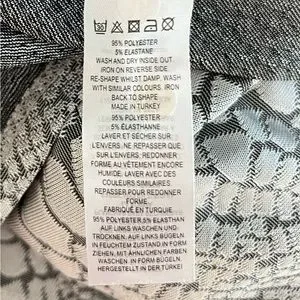 95% POLYESTER
5% ELASTANE
WASH AND DRY INSIDE OUT
IRON ON REVERSE SIDE
RE-SHAPE WHILST DAMP, WASH
WITH SIMILAR COLOURS. IRON
BACK TO SHAPE
MADE IN TURKEY
95% POLYESTER
5% ÉLASTHANNE
LAVER ET SÉCHER SUR
L'ENVERS, NE REPASSER QUE
SUR L'ENVERS, REDONNER
FORME AU VÊTEMENT ENCORE
HUMIDE, LAVER AVEC DES
COULEURS SIMILAIRES
REPASSER POUR REDONNER
FORME
FABRIQUÉ EN TURQUIE
95% POLYESTER, 5% ELASTHAN
AUF LINKS WASCHEN UND
TROCKNEN, AUF LINKS BÜGELN,
IN FEUCHTEM ZUSTAND IN FORM
ZIEHEN, MIT ÄHNLICHEN FARBEN
WASCHEN, IN FORM BÜGELN.
HERGESTELLT IN DER TÜRKEI